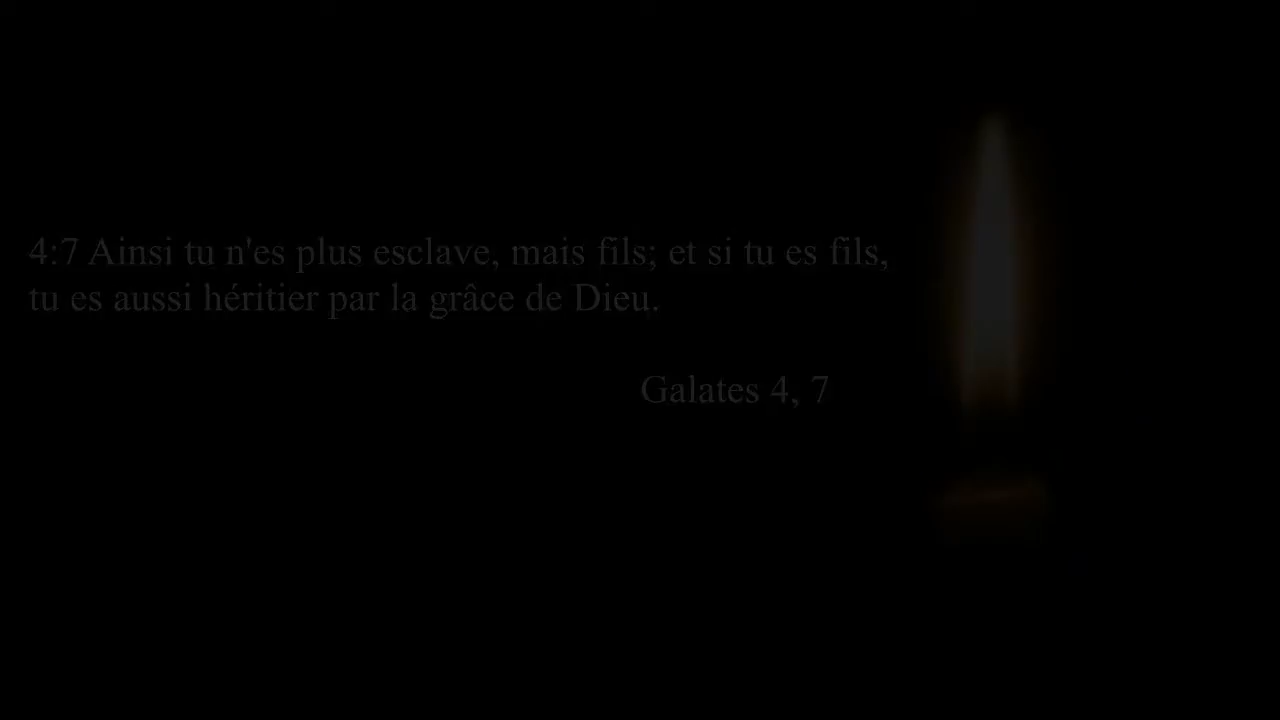 4:7 Ainsi tu n'es plus esclave, mais fils; et si tu es fils,
tu es aussi héritier par la grâce de Dieu.
Galates 4, 7